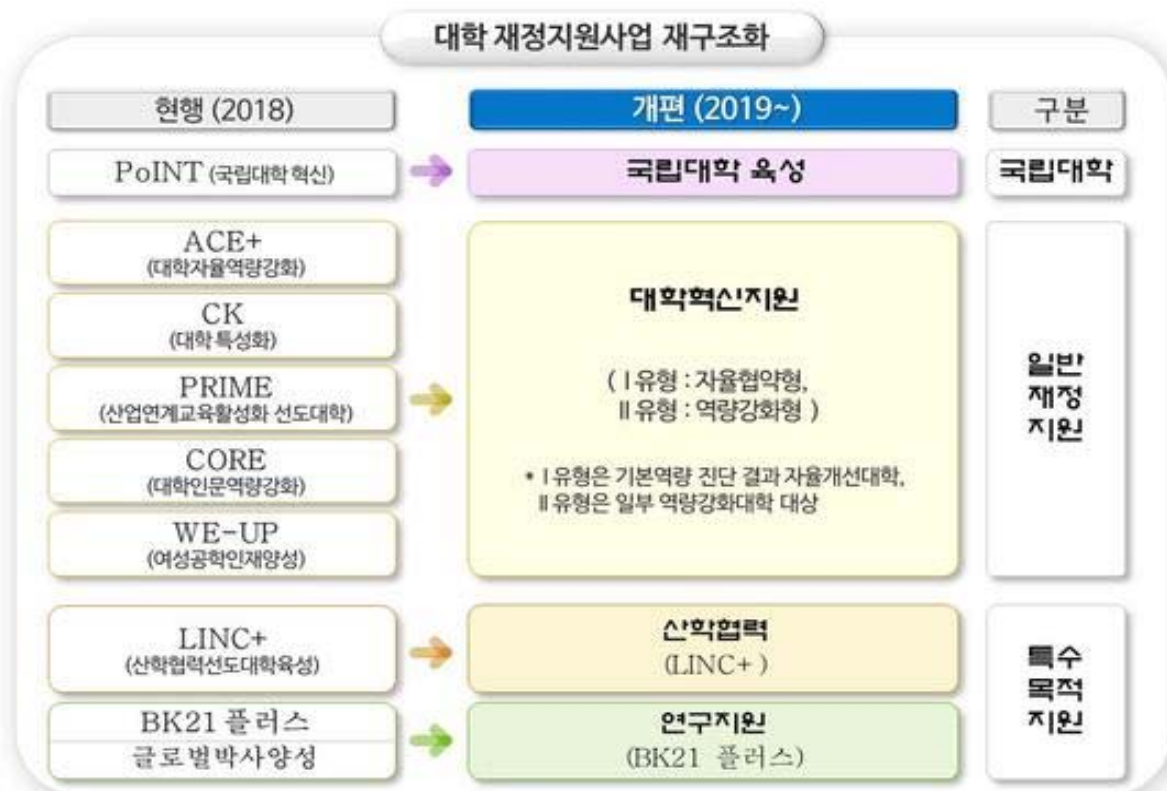 대학 재정지원사업 재구조화
현행 (2018)
개편 (2019~)
구분
PoINT (국립대학 혁신)
국립대학 육성
국립대학
ACE+
(대학자율역량강화)
CK
(대학 특성화)
PRIME
(산업연계교육활성화 선도대학)
CORE
(대학인문역량강화)
WE-UP
(여성공학인재양성)
대학혁신지원
( Ⅰ유형 : 자율협약형,
Ⅱ유형 : 역량강화형 )
* Ⅰ유형은 기본역량 진단 결과 자율개선대학,
Ⅱ유형은 일부 역량강화대학 대상
일반
재정
지원
LINC+
(산학협력선도대학육성)
산학협력
(LINC+ )
BK21 플러스
글로벌박사양성
연구지원
(BK21 플러스)
특수
목적
지원